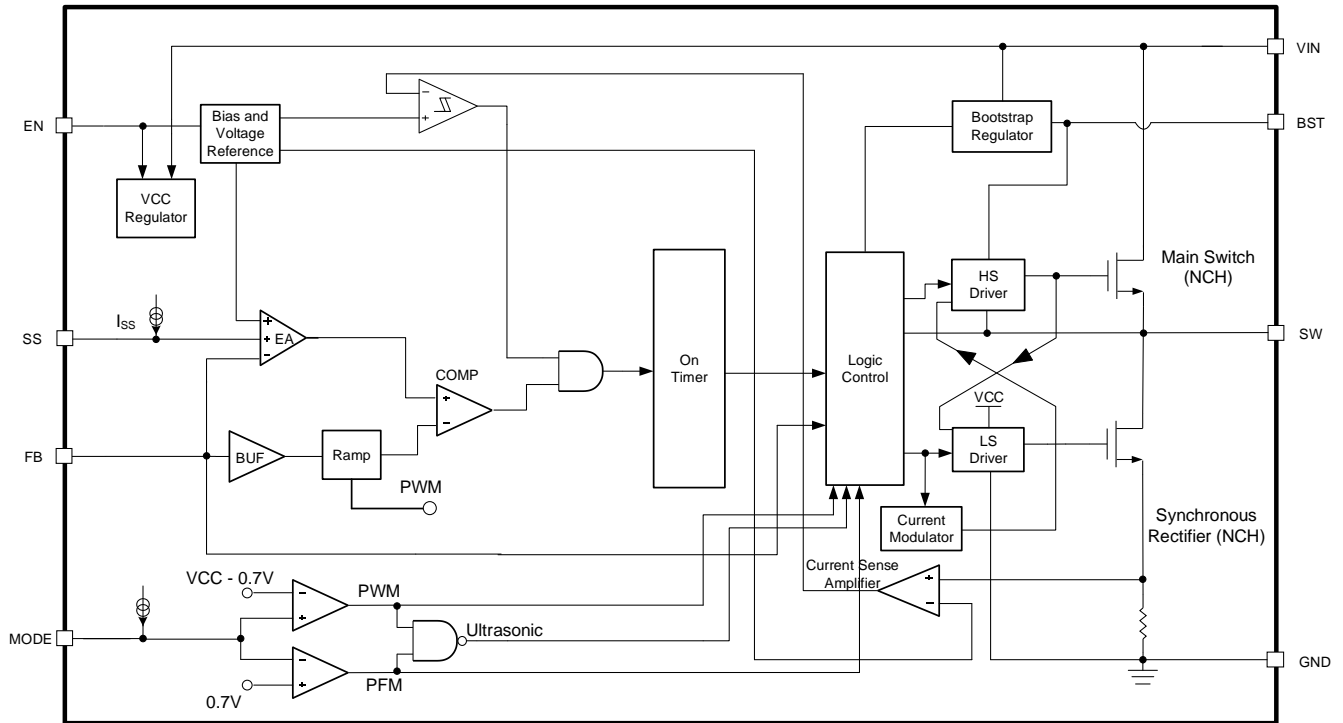 VIN
EN
Bias and
Voltage
Reference
−
+
Bootstrap
Regulator
BST
VCC
Regulator
HS
Driver
Main Switch
(NCH)
SS
ISS
+
+
−
EA
COMP
+
−
On
Timer
Logic
Control
SW
VCC
LS
Driver
FB
BUF
Ramp
PWM
Current
Modulator
Synchronous
Rectifier (NCH)
Current Sense
Amplifier
+
−
VCC - 0.7V
−
+
PWM
MODE
Ultrasonic
−
+
PFM
0.7V
GND